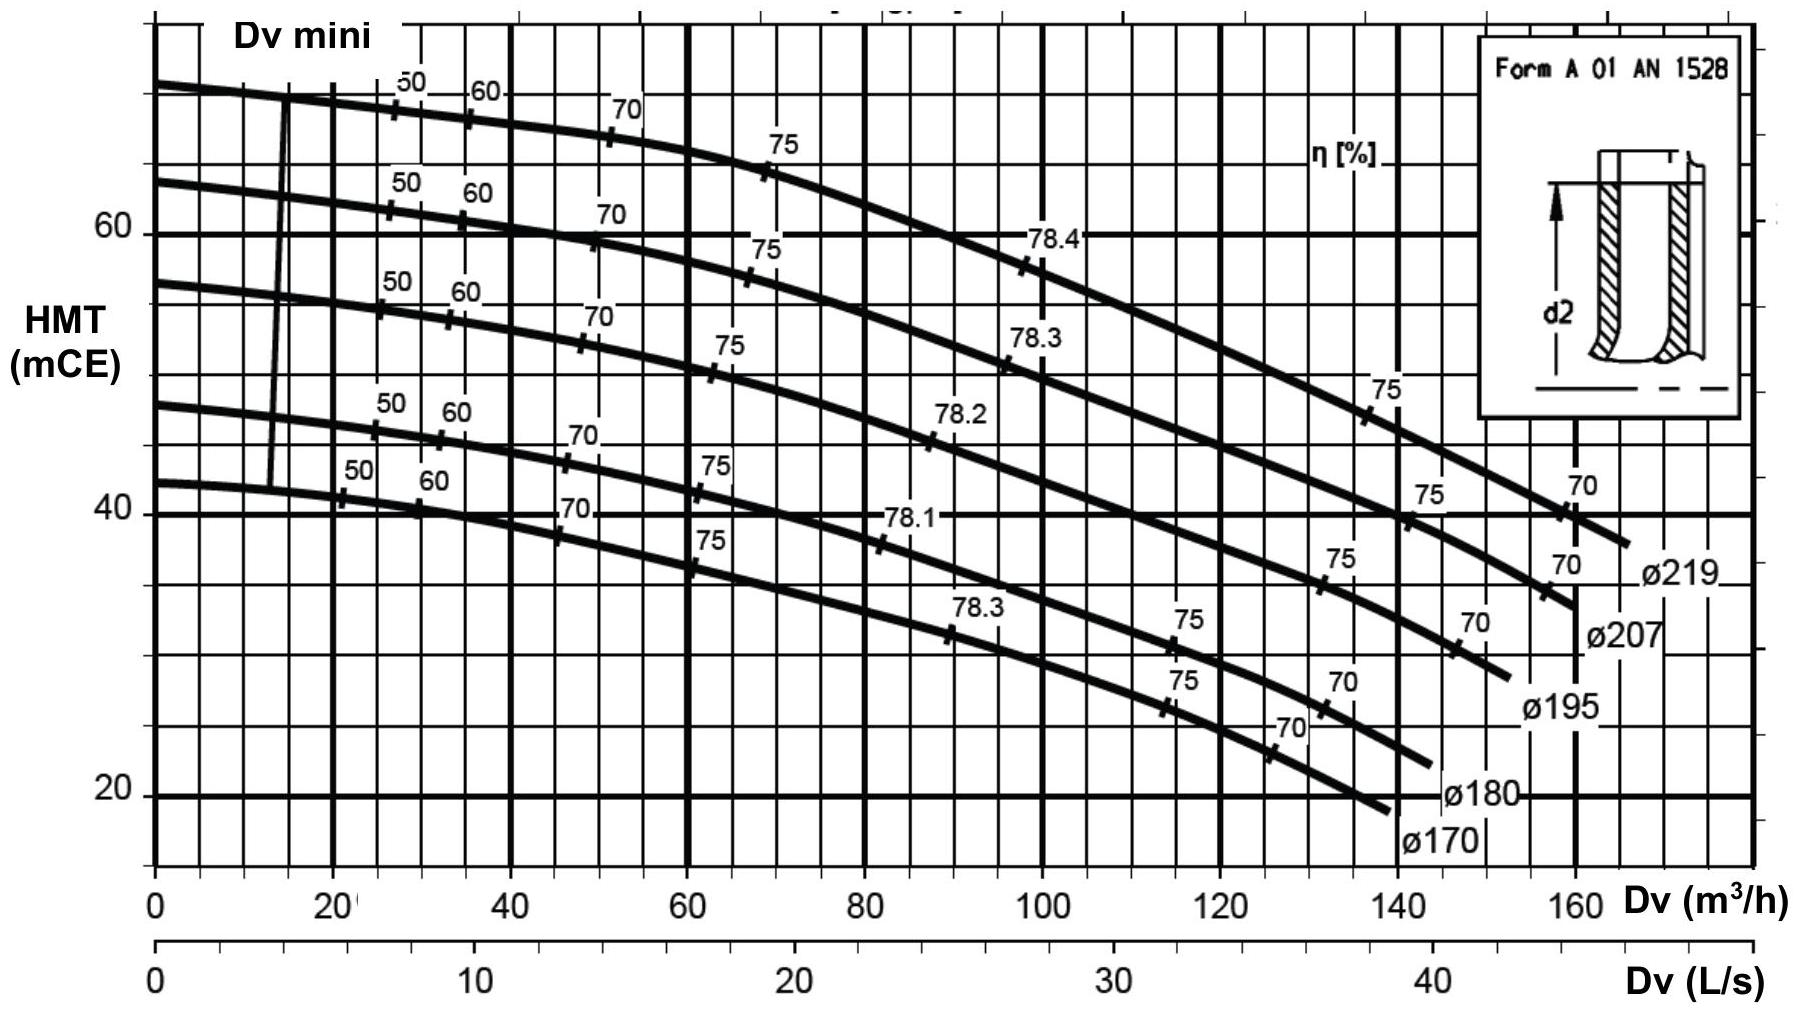 Dv mini
Form A 01 AN 1528
50 60 70 75
η [%]
50 60 70 75 78.4
60
50 60 70 75 78.3
HMT
(mCE)
d2
75
50 60 70 75 78.2
50 60 70 75 70
40
78.1 75 70
ø219
78.3 75 70
ø207
75 70
ø195
70
20
ø180
ø170
0 20 40 60 80 100 120 140 160 Dv (m³/h)
0 10 20 30 40 Dv (L/s)